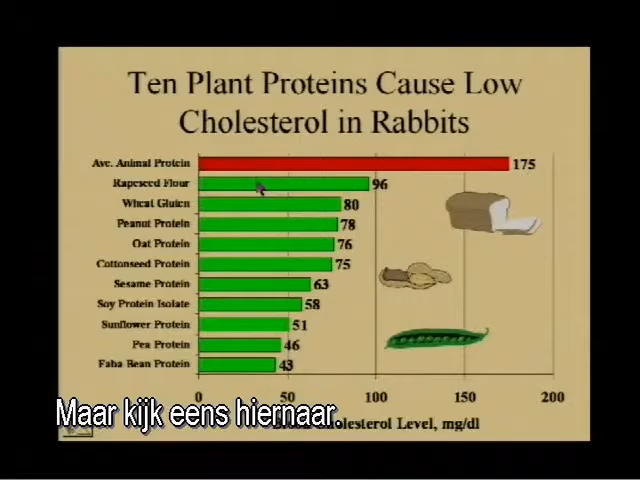 Ten Plant Proteins Cause Low
Cholesterol in Rabbits
Ave. Animal Protein 175
Rapeseed Flour 96
Wheat Gluten 80
Peanut Protein 78
Oat Protein 76
Cottonseed Protein 75
Sesame Protein 63
Soy Protein Isolate 58
Sunflower Protein 51
Pea Protein 46
Faba Bean Protein 43
0 50 100 150 200
Cholesterol Level, mg/dl
Maar kijk eens hiernaar.